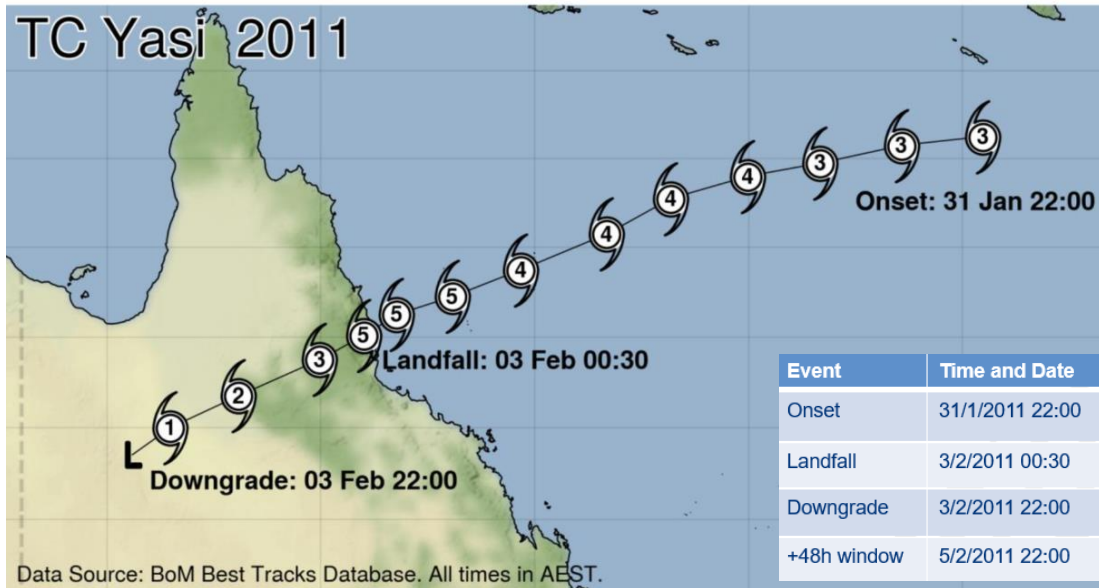 TC Yasi 2011
3
3
3
4
4
4
4
5
5
5
3
2
1
L
Onset: 31 Jan 22:00
Landfall: 03 Feb 00:30
Downgrade: 03 Feb 22:00
Event Time and Date
Onset 31/1/2011 22:00
Landfall 3/2/2011 00:30
Downgrade 3/2/2011 22:00
+48h window 5/2/2011 22:00
Data Source: BoM Best Tracks Database. All times in AEST.